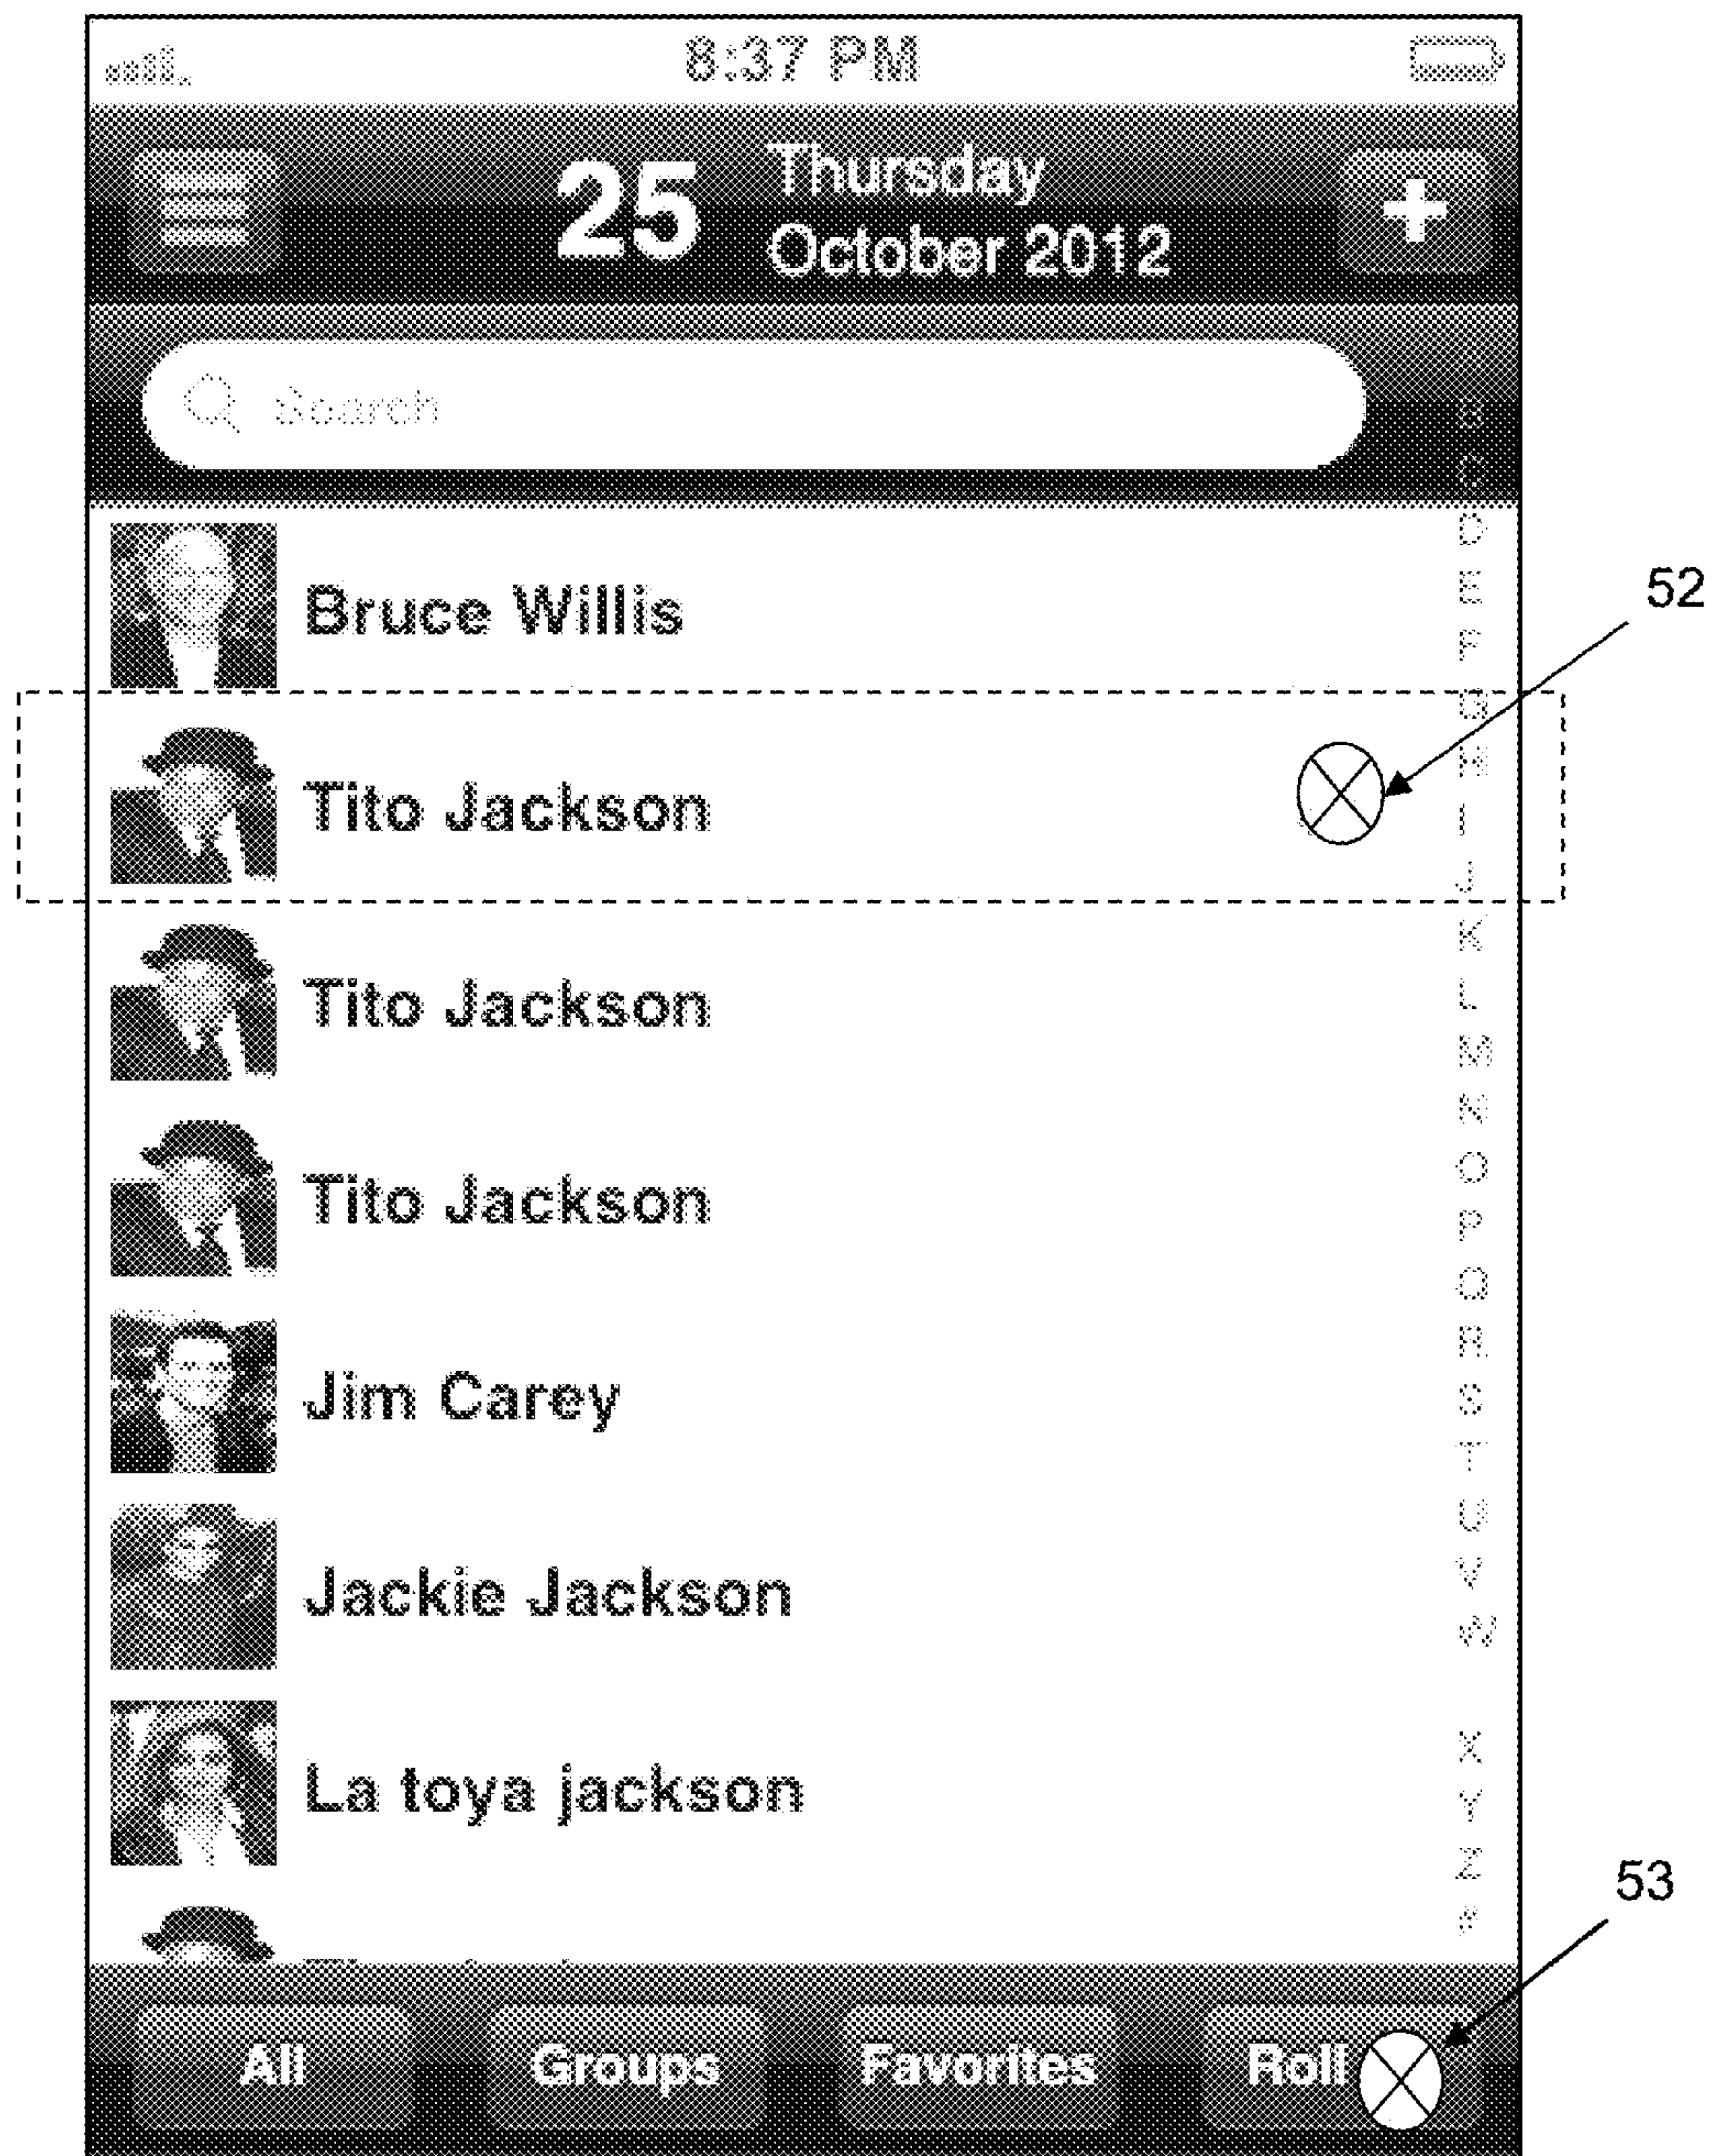 8:37 PM
25 Thursday
October 2012
Search
B
C
D
E
Bruce Willis
52
F
G
H
Tito Jackson
I
J
K
L
Tito Jackson
M
N
O
Tito Jackson
P
Q
R
Jim Carey
S
T
U
V
Jackie Jackson
W
X
La toya jackson
Y
Z
53
#
All Groups Favorites Roll